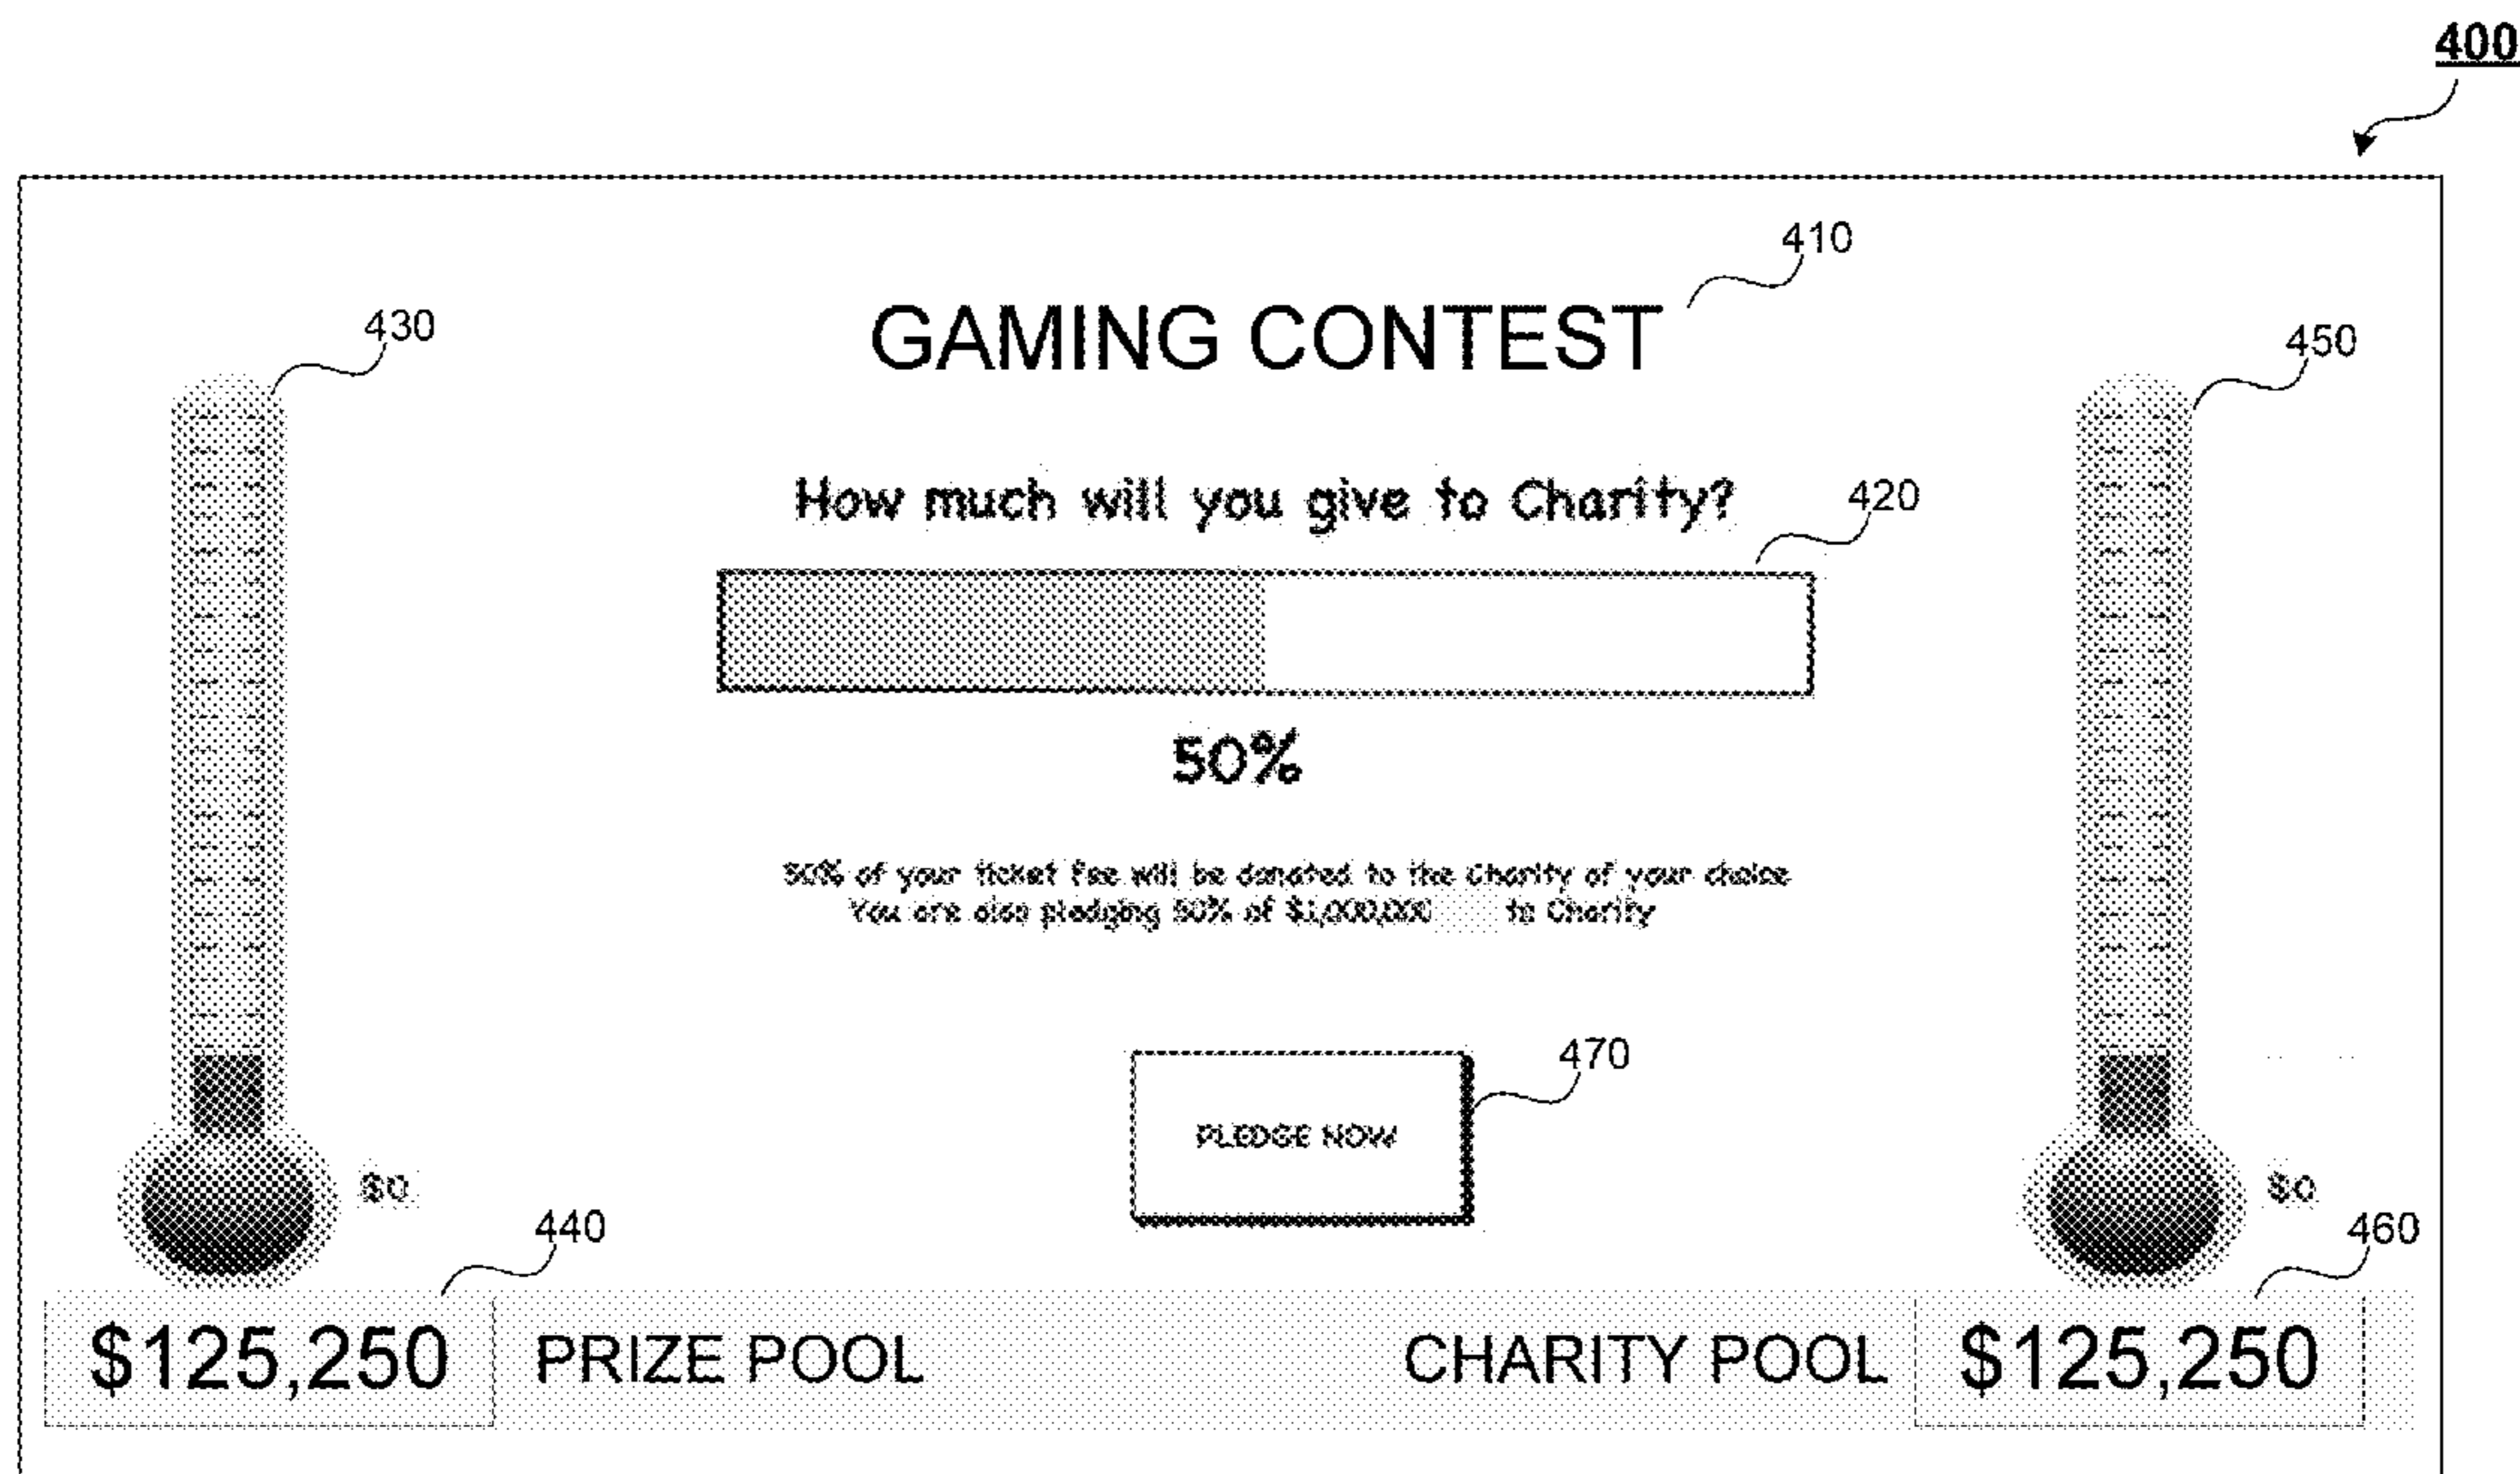 400
410
GAMING CONTEST
430
450
How much will you give to Charity?
420
50%
50% of your ticket fee will be donated to the Charity of your choice
You are also pledging 50% of $1,000,000 to Charity
470
PLEDGE NOW
$0
$0
440
460
$125,250 PRIZE POOL CHARITY POOL $125,250